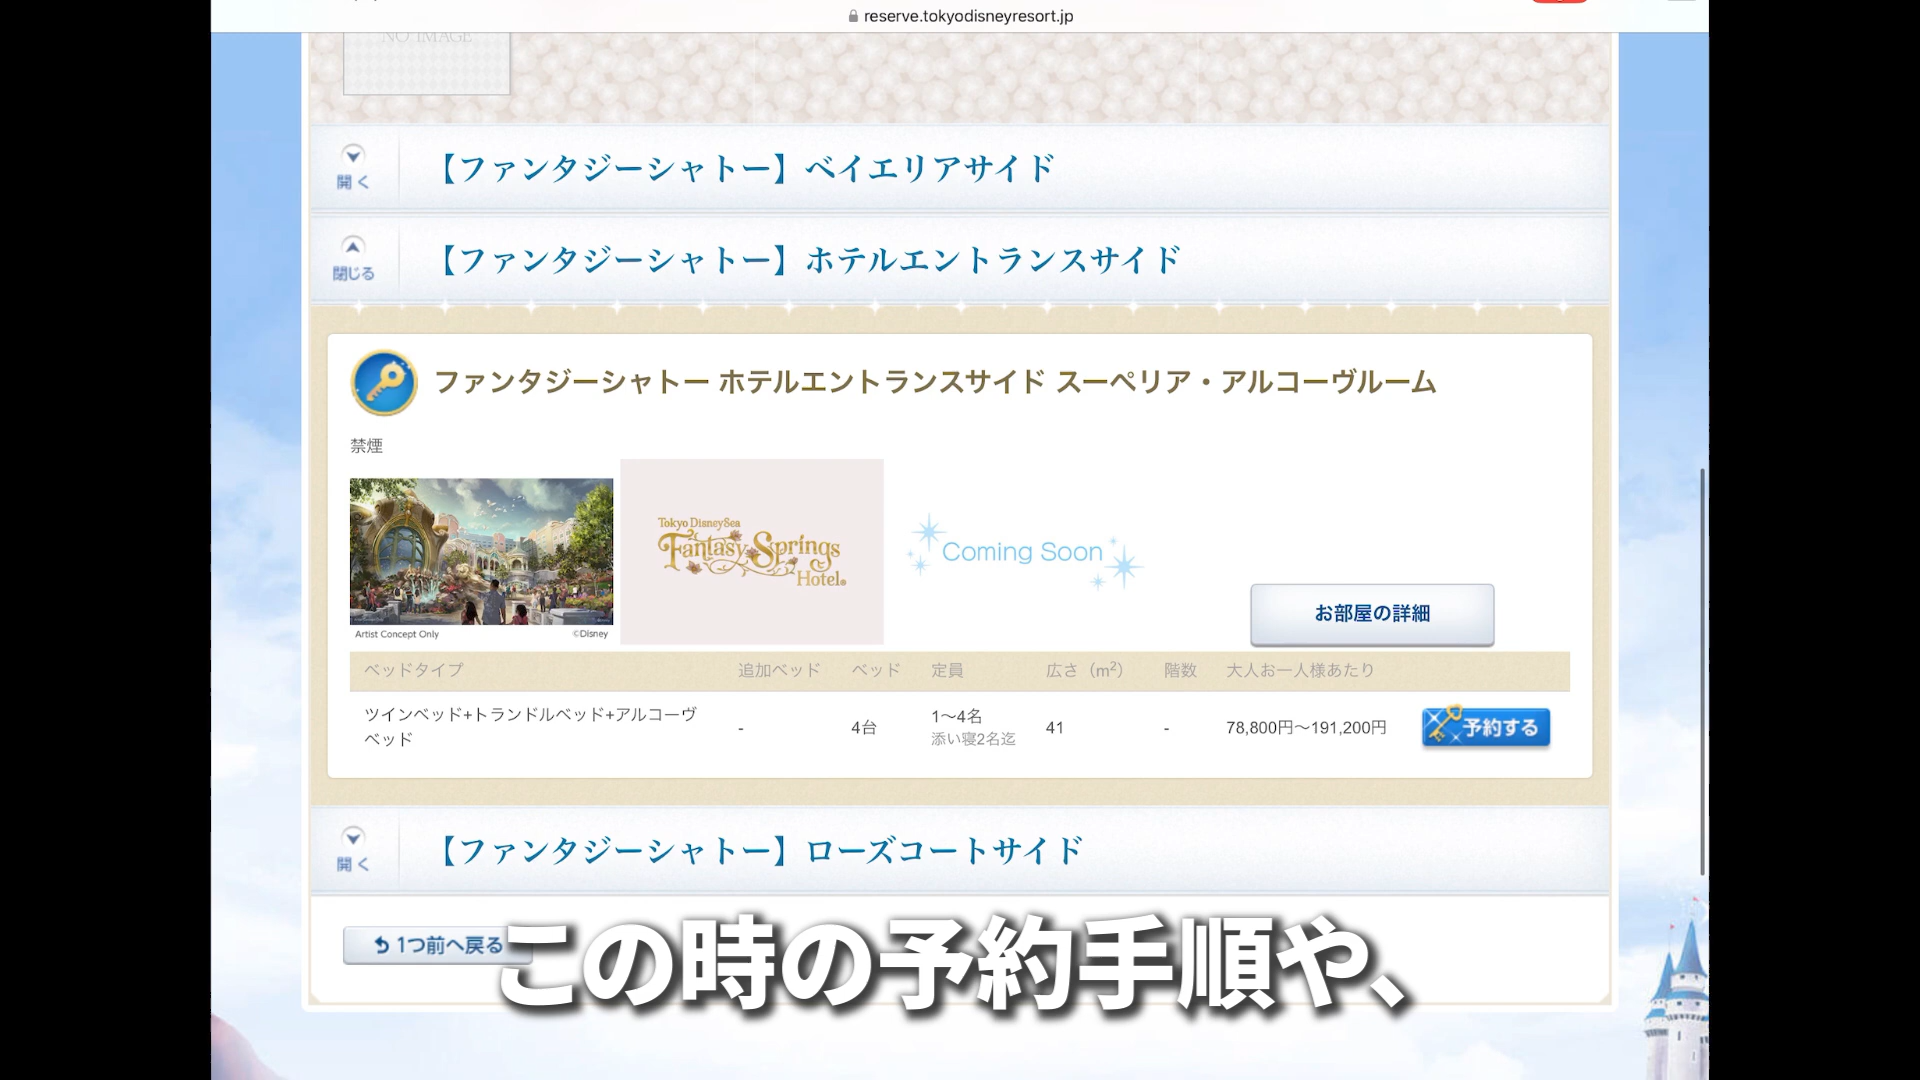 reserve.tokyodisneyresort.jp
NO IMAGE
開く
【ファンタジーシャトー】ベイエリアサイド
閉じる
【ファンタジーシャトー】ホテルエントランスサイド
ファンタジーシャトー ホテルエントランスサイド スーペリア・アルコーヴルーム
禁煙
Tokyo DisneySea
Fantasy Springs
Hotel®
Coming Soon
Artist Concept Only ©Disney
お部屋の詳細
ベッドタイプ 追加ベッド ベッド 定員 広さ（m²） 階数 大人お一人様あたり
ツインベッド+トランドルベッド+アルコーヴ
ベッド
- 4台
1〜4名
添い寝2名迄
41 - 78,800円〜191,200円 予約する
開く
【ファンタジーシャトー】ローズコートサイド
1つ前へ戻る
この時の予約手順や、